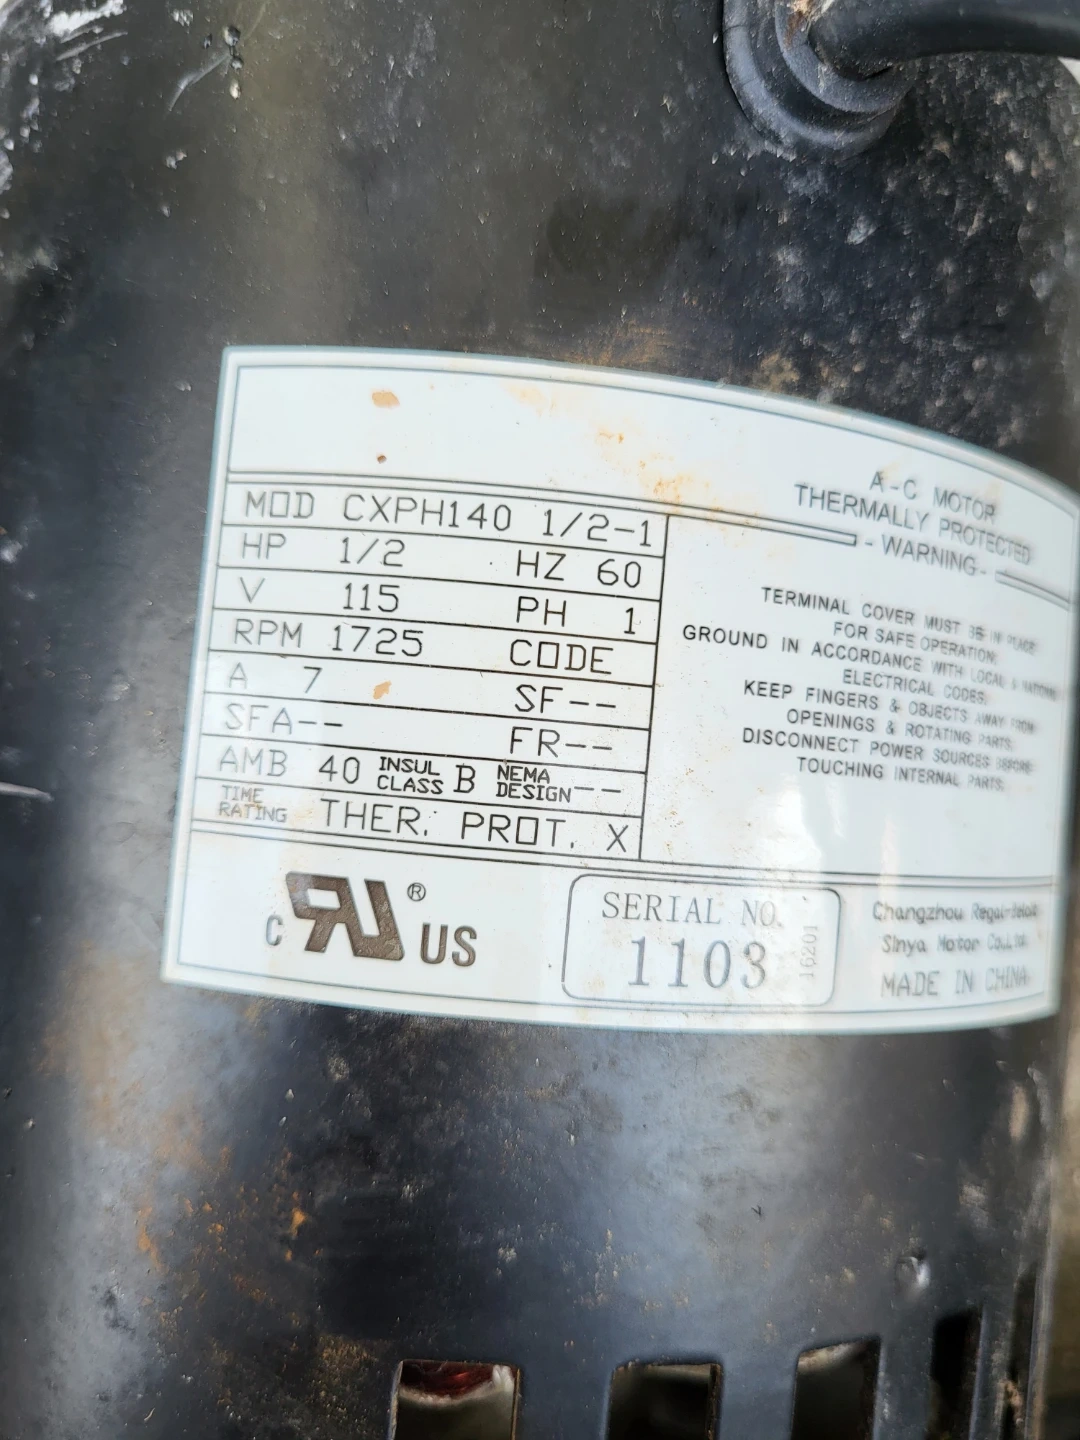 MOD CXPH140 1/2-1
HP 1/2 HZ 60
V 115 PH 1
RPM 1725 CODE
A 7 SF--
SFA-- FR--
AMB 40 INSUL CLASS B NEMA DESIGN--
TIME RATING THER. PROT. X
A-C MOTOR
THERMALLY PROTECTED
-WARNING-
TERMINAL COVER MUST BE IN PLACE
FOR SAFE OPERATION
GROUND IN ACCORDANCE WITH LOCAL & NATIONAL
ELECTRICAL CODES
KEEP FINGERS & OBJECTS AWAY FROM
OPENINGS & ROTATING PARTS
DISCONNECT POWER SOURCES BEFORE
TOUCHING INTERNAL PARTS
c RU ® US
SERIAL NO.
1103
16201
Changzhou Regal-Beloit
Sinya Motor Co.,Ltd.
MADE IN CHINA